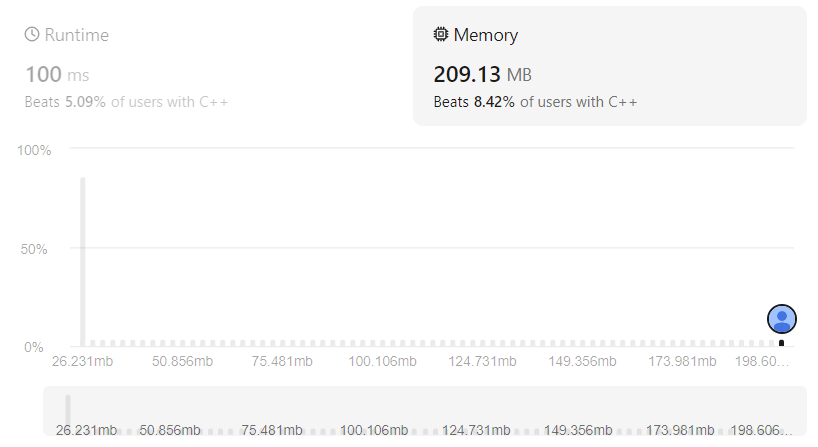 Runtime
100 ms
Beats 5.09% of users with C++
Memory
209.13 MB
Beats 8.42% of users with C++
100%
50%
0%
26.231mb 50.856mb 75.481mb 100.106mb 124.731mb 149.356mb 173.981mb 198.60...
26.231mb 50.856mb 75.481mb 100.106mb 124.731mb 149.356mb 173.981mb 198.606...